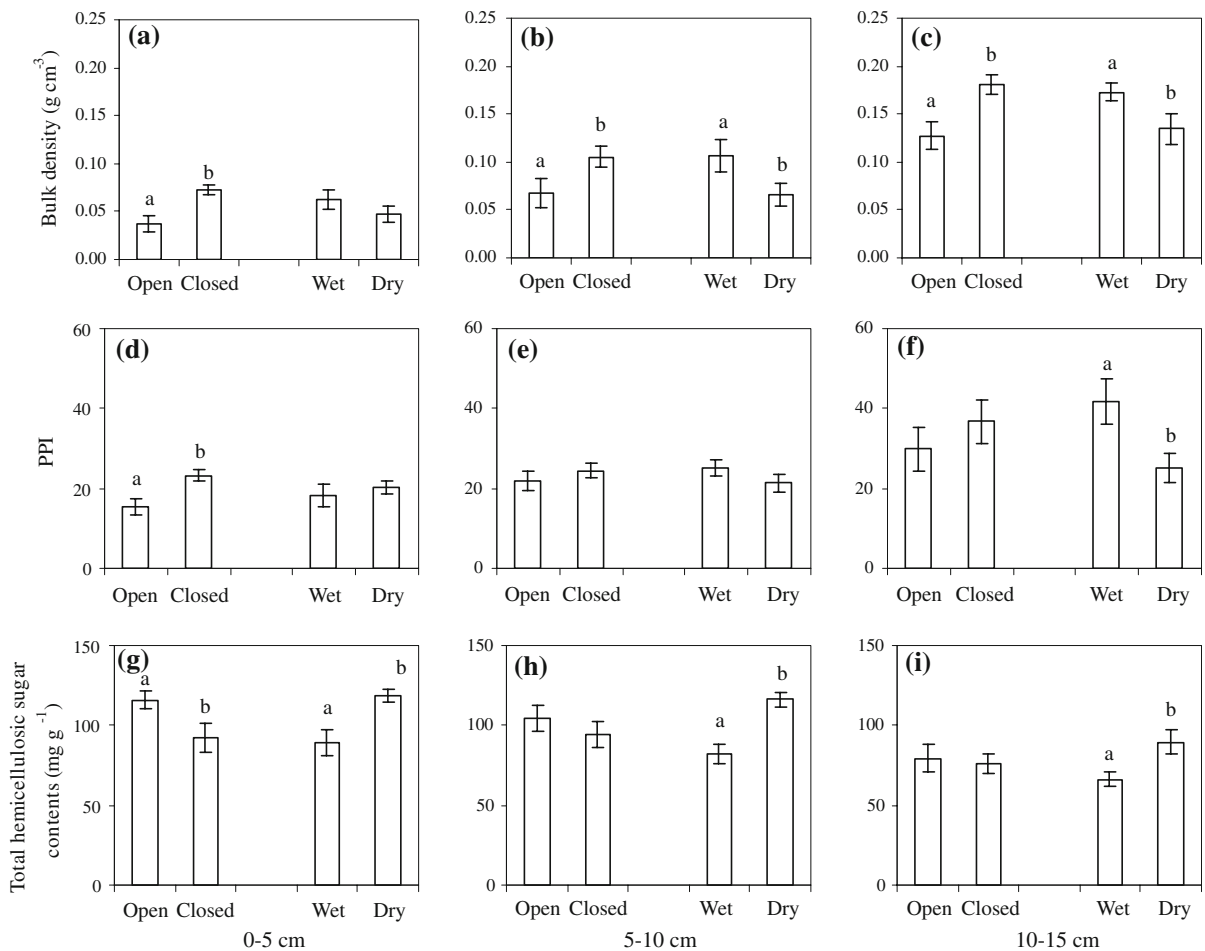 (a)
(b)
(c)
Bulk density (g cm-3)
0.25
0.20
0.15
0.10
0.05
0.00
a
b
Open Closed Wet Dry
0.25
0.20
0.15
0.10
0.05
0.00
a
b
a
b
Open Closed Wet Dry
0.25
0.20
0.15
0.10
0.05
0.00
a
b
a
b
Open Closed Wet Dry
(d)
(e)
(f)
PPI
60
40
20
0
a
b
Open Closed Wet Dry
60
40
20
0
Open Closed Wet Dry
60
40
20
0
a
b
Open Closed Wet Dry
(g)
(h)
(i)
Total hemicellulosic sugar
contents (mg g -1)
150
100
50
0
a
b
a
b
Open Closed Wet Dry
0-5 cm
150
100
50
0
a
b
Open Closed Wet Dry
5-10 cm
150
100
50
0
a
b
Open Closed Wet Dry
10-15 cm